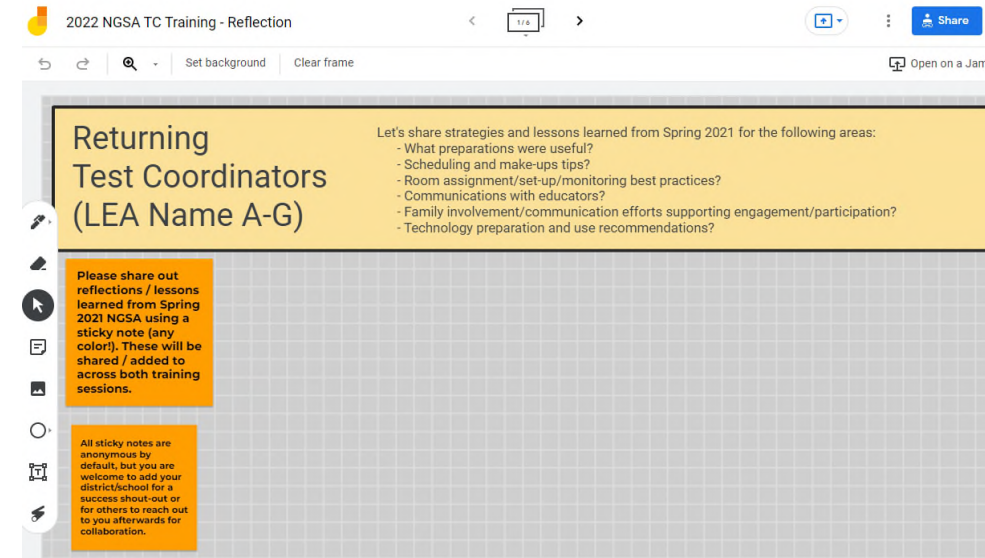 2022 NGSA TC Training - Reflection
1 / 6
Share
Set background
Clear frame
Open on a Jam
Returning
Test Coordinators
(LEA Name A-G)
Let's share strategies and lessons learned from Spring 2021 for the following areas:
- What preparations were useful?
- Scheduling and make-ups tips?
- Room assignment/set-up/monitoring best practices?
- Communications with educators?
- Family involvement/communication efforts supporting engagement/participation?
- Technology preparation and use recommendations?
Please share out
reflections / lessons
learned from Spring
2021 NGSA using a
sticky note (any
color!). These will be
shared / added to
across both training
sessions.
All sticky notes are
anonymous by
default, but you are
welcome to add your
district/school for a
success shout-out or
for others to reach out
to you afterwards for
collaboration.